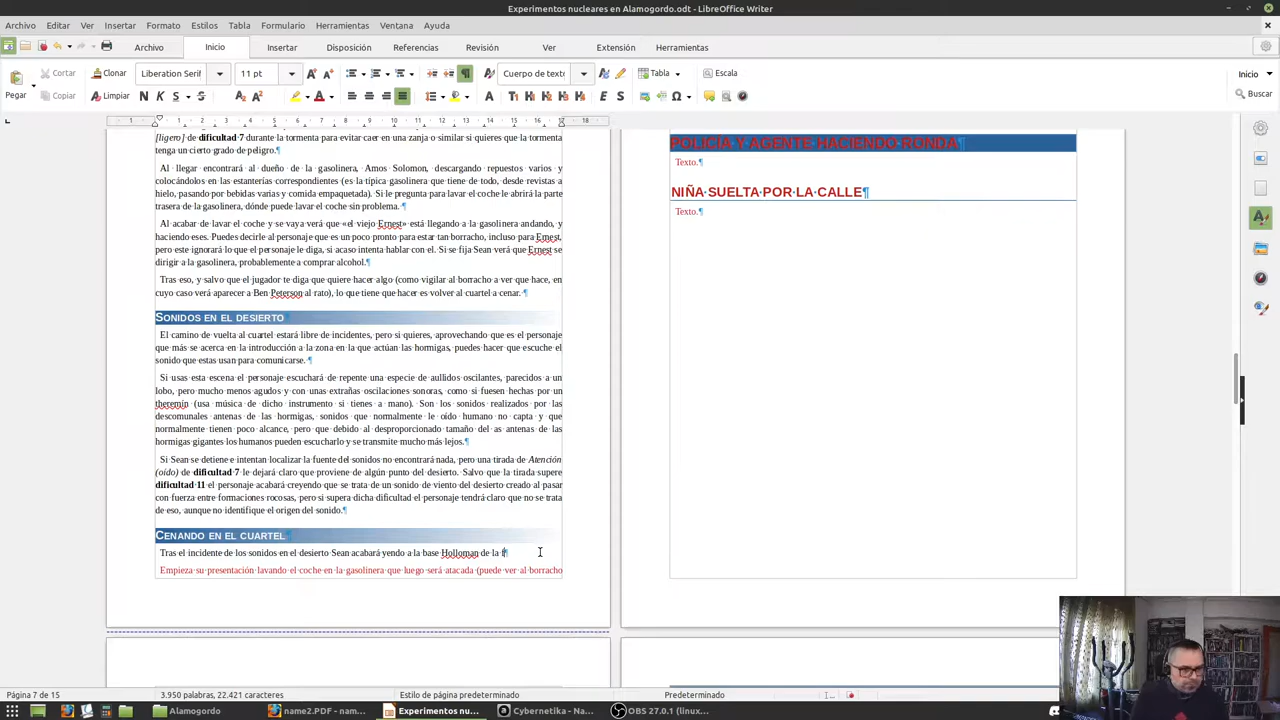 Experimentos nucleares en Alamogordo.odt - LibreOffice Writer
Archivo Editar Ver Insertar Formato Estilos Tabla Formulario Herramientas Ventana Ayuda
Archivo Inicio Insertar Disposición Referencias Revisión Ver Extensión Herramientas
Cortar Clonar Liberation Serif 11 pt Cuerpo de texto Tabla Escala Inicio
Pegar Copiar Limpiar Buscar
[ligero] de dificultad 7 durante la tormenta para evitar caer en una zanja o similar si quieres que la tormenta
tenga un cierto grado de peligro.¶
Al llegar encontrará al dueño de la gasolinera, Amos Solomon, descargando repuestos varios y
colocándolos en las estanterías correspondientes (es la típica gasolinera que tiene de todo, desde revistas a
hielo, pasando por bebidas varias y comida empaquetada). Si le pregunta para lavar el coche le abrirá la parte
trasera de la gasolinera, dónde puede lavar el coche sin problema. ¶
Al acabar de lavar el coche y se vaya verá que «el viejo Ernest» está llegando a la gasolinera andando, y
haciendo eses. Puedes decirle al personaje que es un poco pronto para estar tan borracho, incluso para Ernest,
pero este ignorará lo que el personaje le diga, si acaso intenta hablar con el. Si se fija Sean verá que Ernest se
dirigir a la gasolinera, probablemente a comprar alcohol.¶
Tras eso, y salvo que el jugador te diga que quiere hacer algo (como vigilar al borracho a ver que hace, en
cuyo caso verá aparecer a Ben Peterson al rato), lo que tiene que hacer es volver al cuartel a cenar. ¶
SONIDOS EN EL DESIERTO¶
El camino de vuelta al cuartel estará libre de incidentes, pero si quieres, aprovechando que es el personaje
que más se acerca en la introducción a la zona en la que actúan las hormigas, puedes hacer que escuche el
sonido que estas usan para comunicarse. ¶
Si usas esta escena el personaje escuchará de repente una especie de aullidos oscilantes, parecidos a un
lobo, pero mucho menos agudos y con unas extrañas oscilaciones sonoras, como si fuesen hechas por un
theremín (usa música de dicho instrumento si tienes a mano). Son los sonidos realizados por las
descomunales antenas de las hormigas, sonidos que normalmente le oído humano no capta y que
normalmente tienen poco alcance, pero que debido al desproporcionado tamaño del as antenas de las
hormigas gigantes los humanos pueden escucharlo y se transmite mucho más lejos.¶
Si Sean se detiene e intentan localizar la fuente del sonidos no encontrará nada, pero una tirada de Atención
(oído) de dificultad 7 le dejará claro que proviene de algún punto del desierto. Salvo que la tirada supere
dificultad 11 el personaje acabará creyendo que se trata de un sonido de viento del desierto creado al pasar
con fuerza entre formaciones rocosas, pero si supera dicha dificultad el personaje tendrá claro que no se trata
de eso, aunque no identifique el origen del sonido.¶
CENANDO EN EL CUARTEL¶
Tras el incidente de los sonidos en el desierto Sean acabará yendo a la base Holloman de la f¶
Empieza su presentación lavando el coche en la gasolinera que luego será atacada (puede ver al borracho
POLICÍA Y AGENTE HACIENDO RONDA¶
Texto.¶
NIÑA SUELTA POR LA CALLE¶
Texto.¶
Página 7 de 15 3.950 palabras, 22.421 caracteres Estilo de página predeterminado Predeterminado
Alamogordo name2.PDF - nam... Experimentos nu... Cybernetika - Na... OBS 27.0.1 (linux...